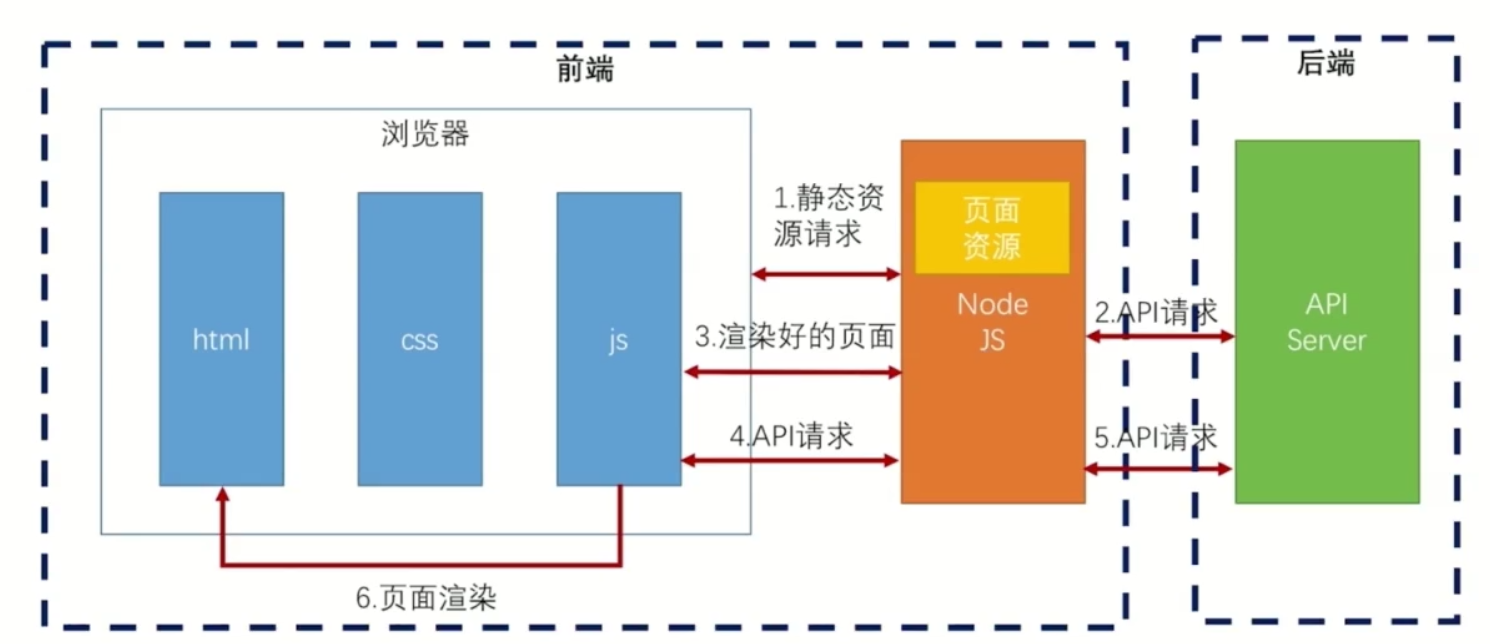 前端
后端
浏览器
html
css
js
1.静态资
源请求
页面
资源
Node
JS
2.API请求
API
Server
3.渲染好的页面
4.API请求
5.API请求
6.页面渲染